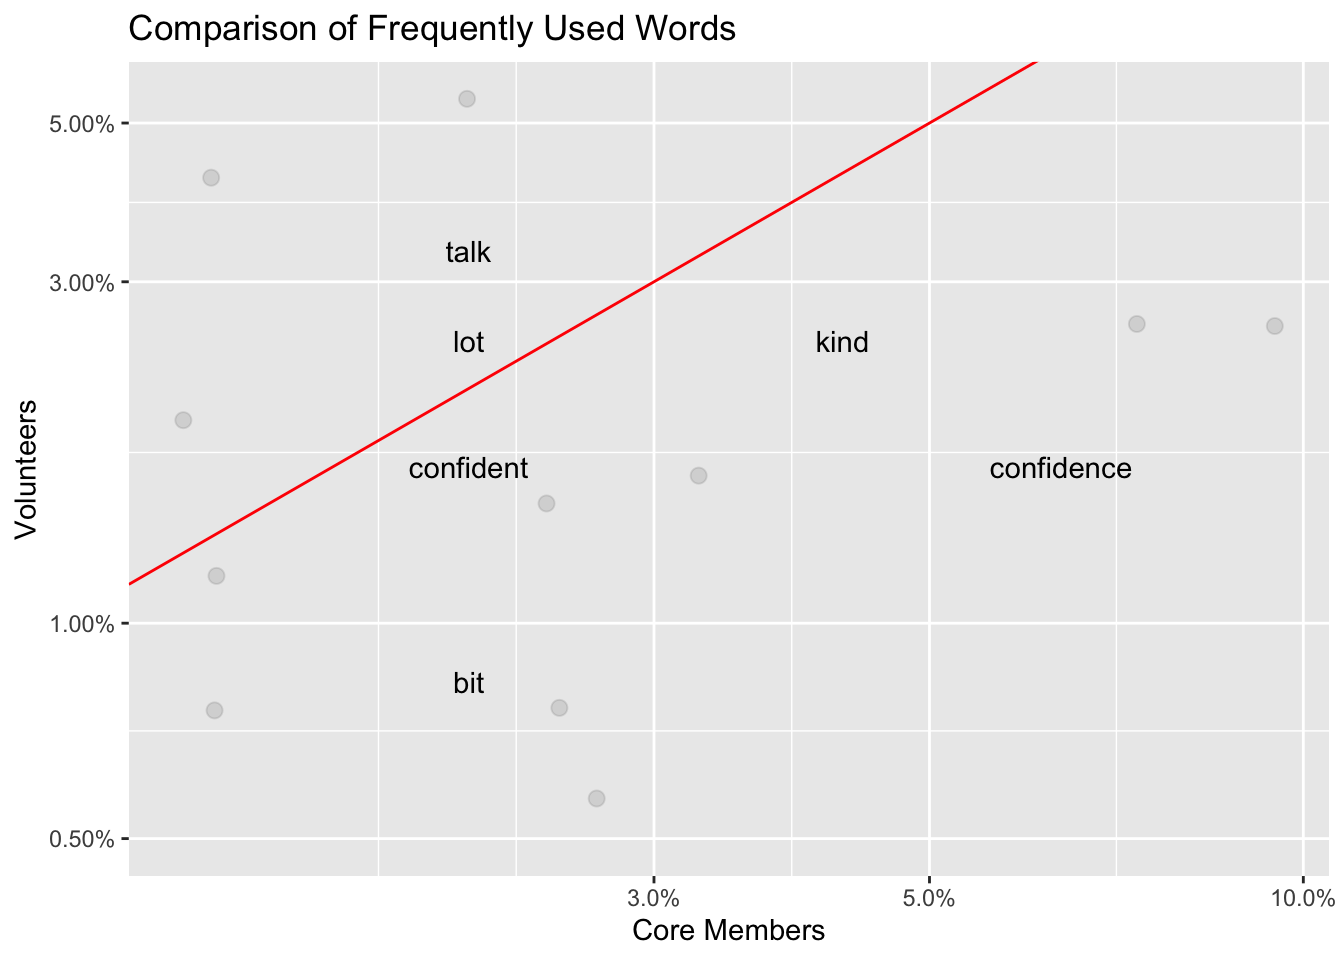 Comparison of Frequently Used Words
5.00%
talk
3.00%
lot
kind
confident
confidence
Volunteers
1.00%
bit
0.50%
3.0%
5.0%
10.0%
Core Members